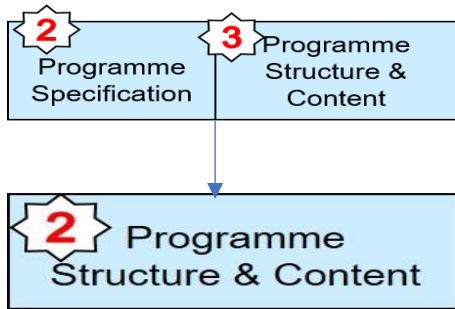 2
Programme
Specification
3
Programme
Structure &
Content
2
Programme
Structure & Content